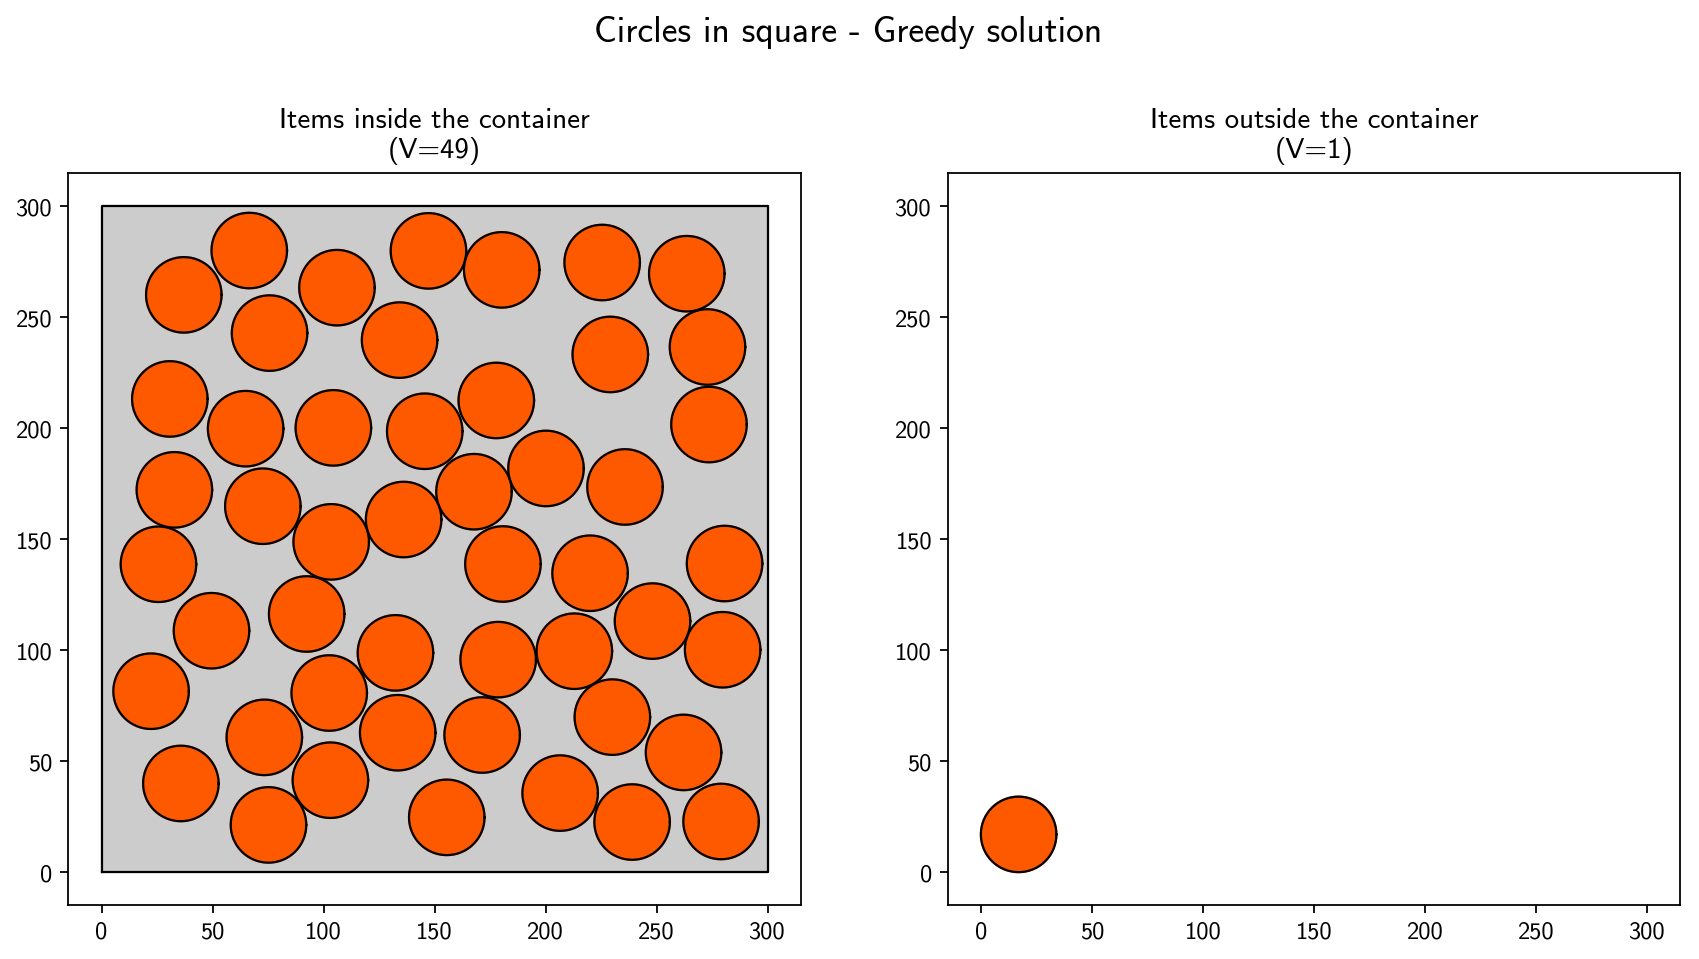 Circles in square - Greedy solution
Items inside the container
(V=49)
300
250
200
150
100
50
0
0 50 100 150 200 250 300
Items outside the container
(V=1)
300
250
200
150
100
50
0
0 50 100 150 200 250 300